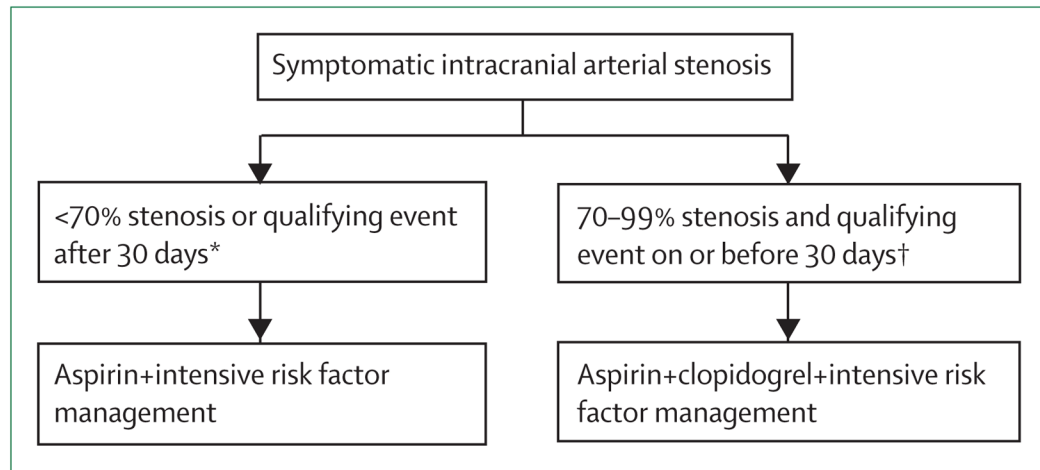 Symptomatic intracranial arterial stenosis
<70% stenosis or qualifying event
after 30 days*
70–99% stenosis and qualifying
event on or before 30 days†
Aspirin+intensive risk factor
management
Aspirin+clopidogrel+intensive risk
factor management